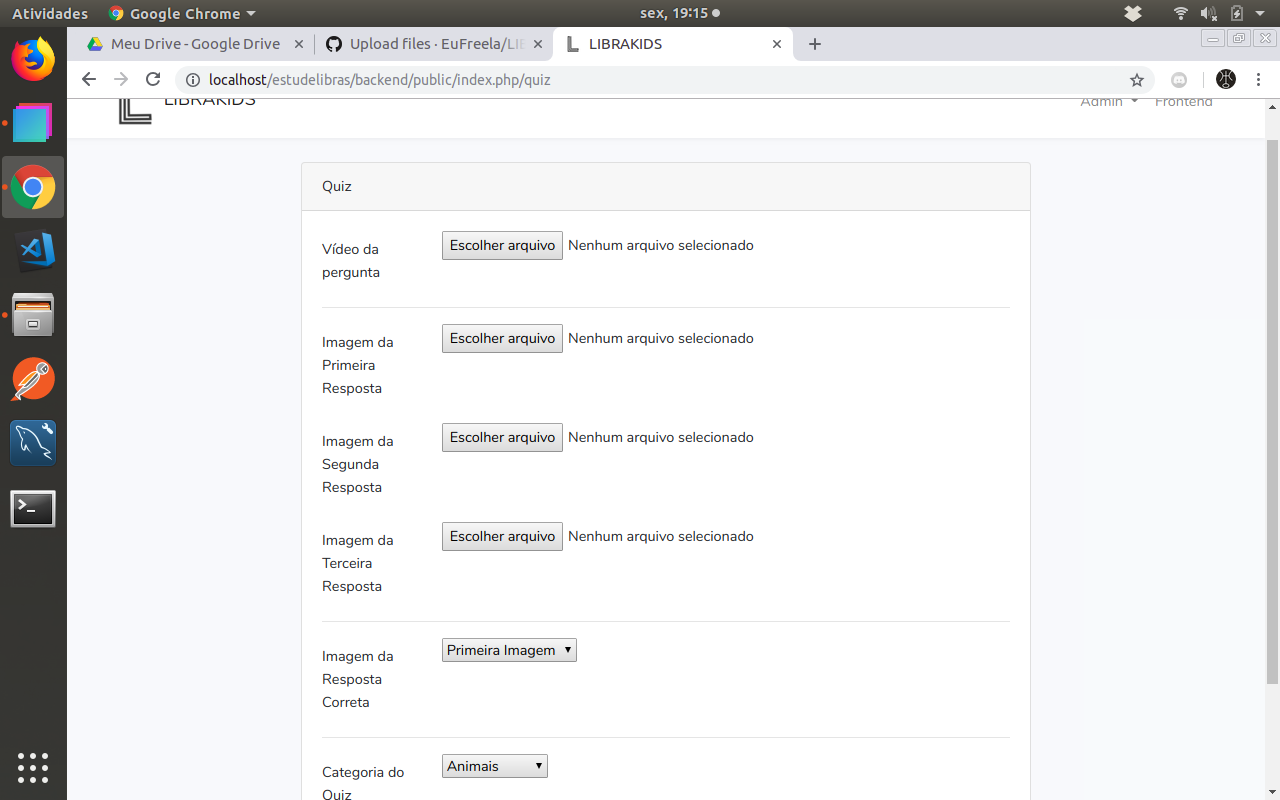 Atividades
Google Chrome
sex, 19:15
Meu Drive - Google Drive
Upload files · EuFreela/LI
LIBRAKIDS
localhost/estudelibras/backend/public/index.php/quiz
LIBRAKIDS
Admin
Frontend
Quiz
Vídeo da
pergunta
Escolher arquivo Nenhum arquivo selecionado
Imagem da
Primeira
Resposta
Escolher arquivo Nenhum arquivo selecionado
Imagem da
Segunda
Resposta
Escolher arquivo Nenhum arquivo selecionado
Imagem da
Terceira
Resposta
Escolher arquivo Nenhum arquivo selecionado
Imagem da
Resposta
Correta
Primeira Imagem
Categoria do
Quiz
Animais